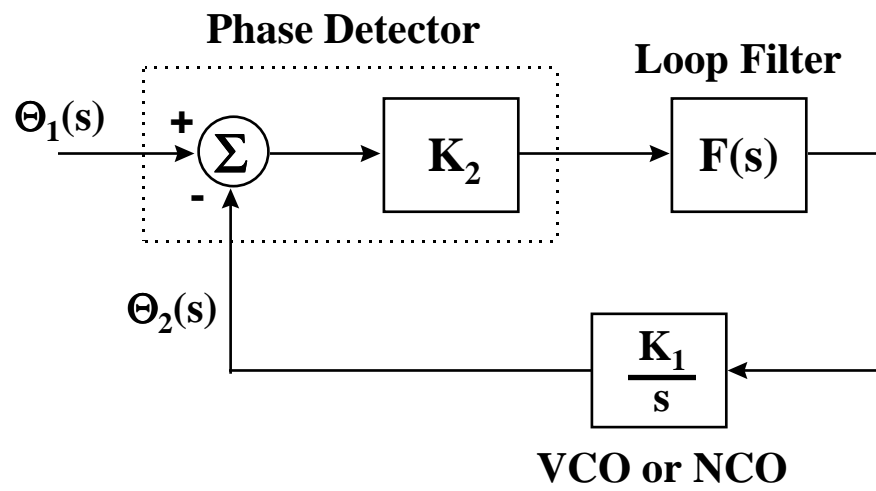 Phase Detector
Loop Filter
Θ₁(s)
+
Σ
-
K₂
F(s)
Θ₂(s)
K₁
s
VCO or NCO